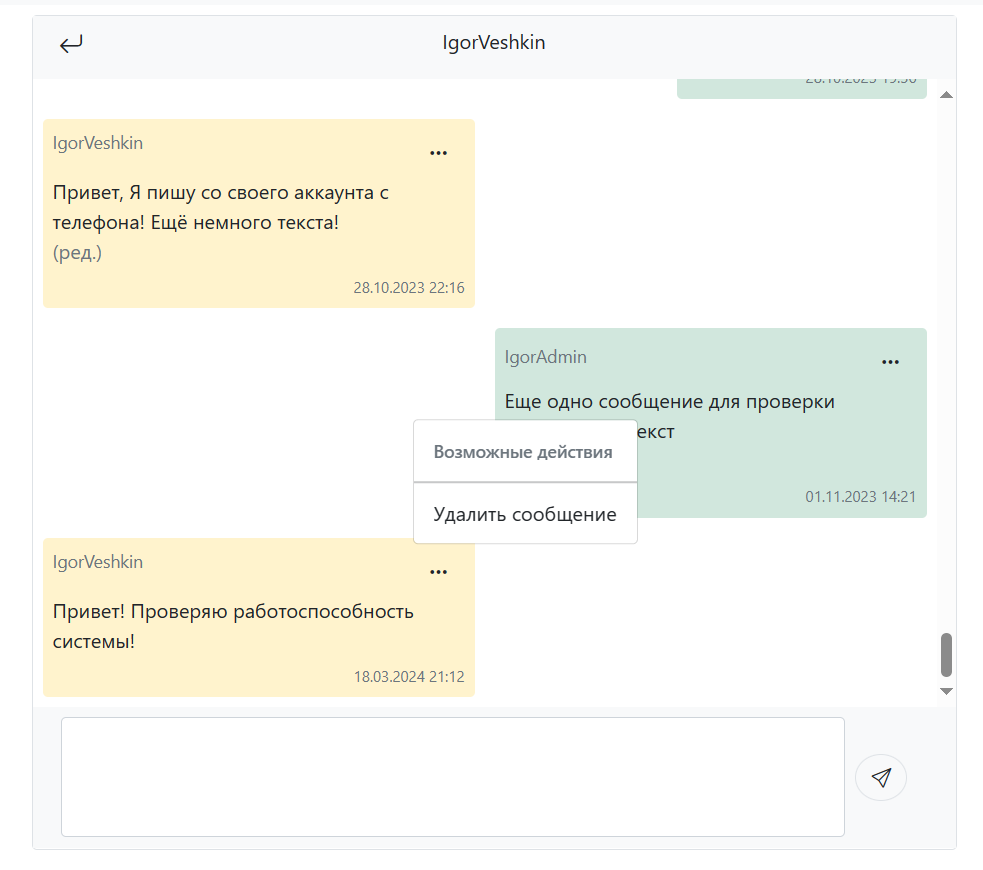 IgorVeshkin
IgorVeshkin
Привет, Я пишу со своего аккаунта с
телефона! Ещё немного текста!
(ред.)
28.10.2023 22:16
IgorAdmin
Еще одно сообщение для проверки
екст
01.11.2023 14:21
Возможные действия
Удалить сообщение
IgorVeshkin
Привет! Проверяю работоспособность
системы!
18.03.2024 21:12